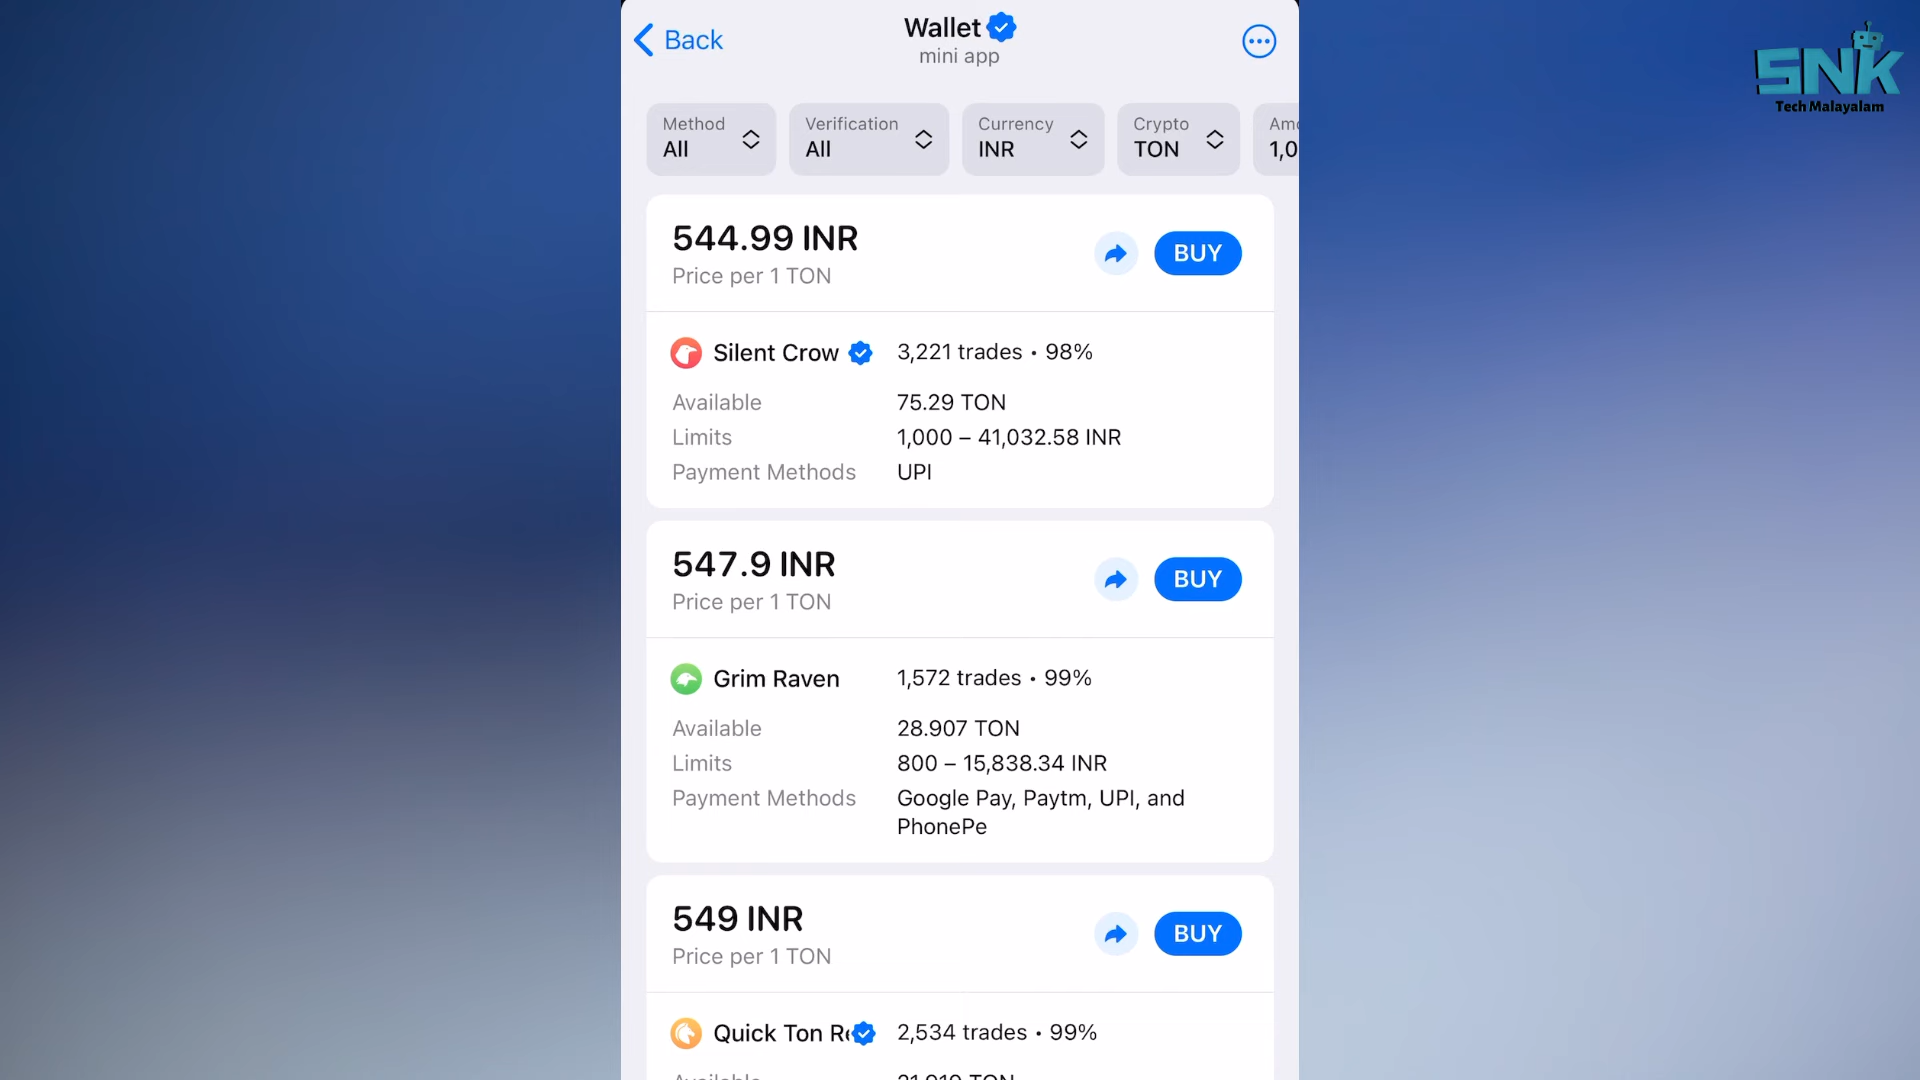 Back
Wallet
mini app
SNK
Tech Malayalam
Method
All
Verification
All
Currency
INR
Crypto
TON
544.99 INR
Price per 1 TON
BUY
Silent Crow
3,221 trades • 98%
Available
75.29 TON
Limits
1,000 – 41,032.58 INR
Payment Methods
UPI
547.9 INR
Price per 1 TON
BUY
Grim Raven
1,572 trades • 99%
Available
28.907 TON
Limits
800 – 15,838.34 INR
Payment Methods
Google Pay, Paytm, UPI, and
PhonePe
549 INR
Price per 1 TON
BUY
Quick Ton
2,534 trades • 99%
Available
TON